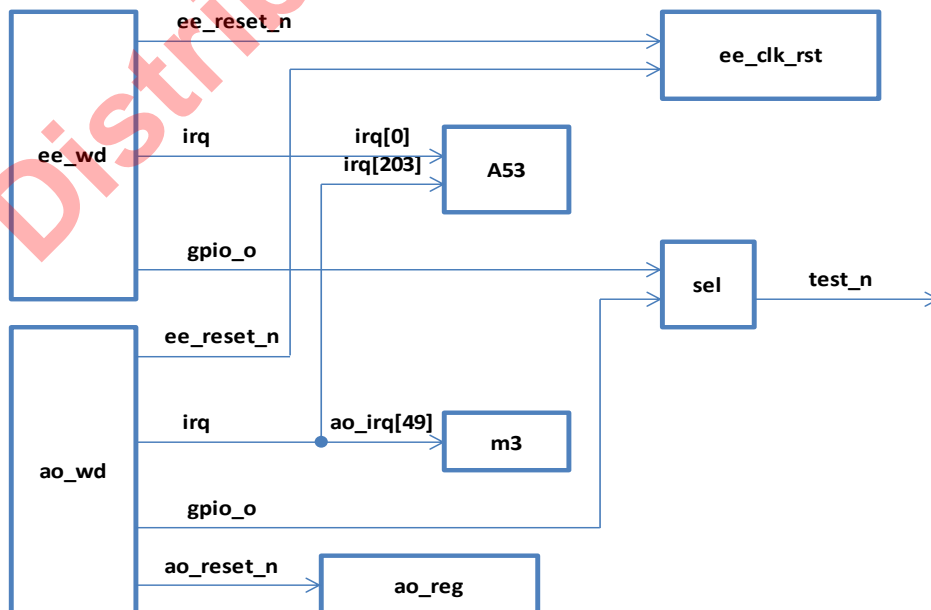 ee_reset_n
ee_clk_rst
irq
irq[0]
irq[203]
ee_wd
A53
gpio_o
sel
test_n
ee_reset_n
irq
ao_irq[49]
m3
ao_wd
gpio_o
ao_reset_n
ao_reg
Distrib